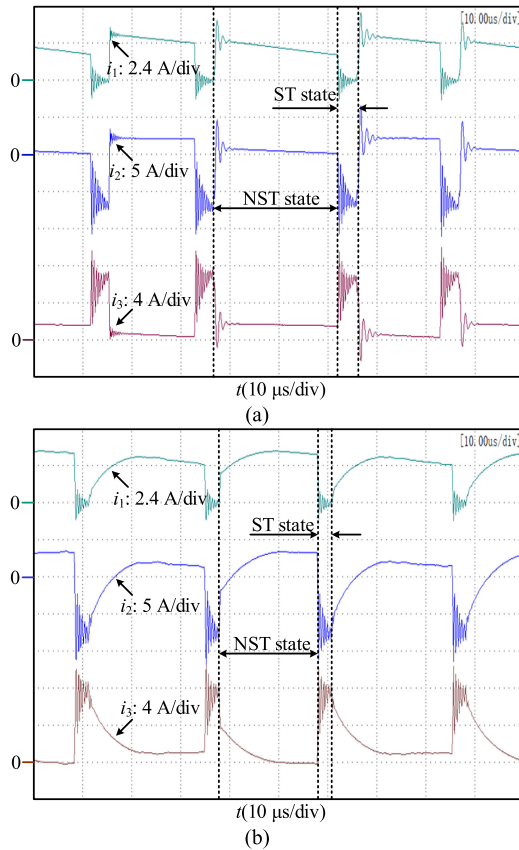 [10.00us/div]
0
i₁: 2.4 A/div
ST state
0
i₂: 5 A/div
NST state
i₃: 4 A/div
0
t(10 μs/div)
(a)
[10.00us/div]
0
i₁: 2.4 A/div
ST state
0
i₂: 5 A/div
NST state
i₃: 4 A/div
0
t(10 μs/div)
(b)